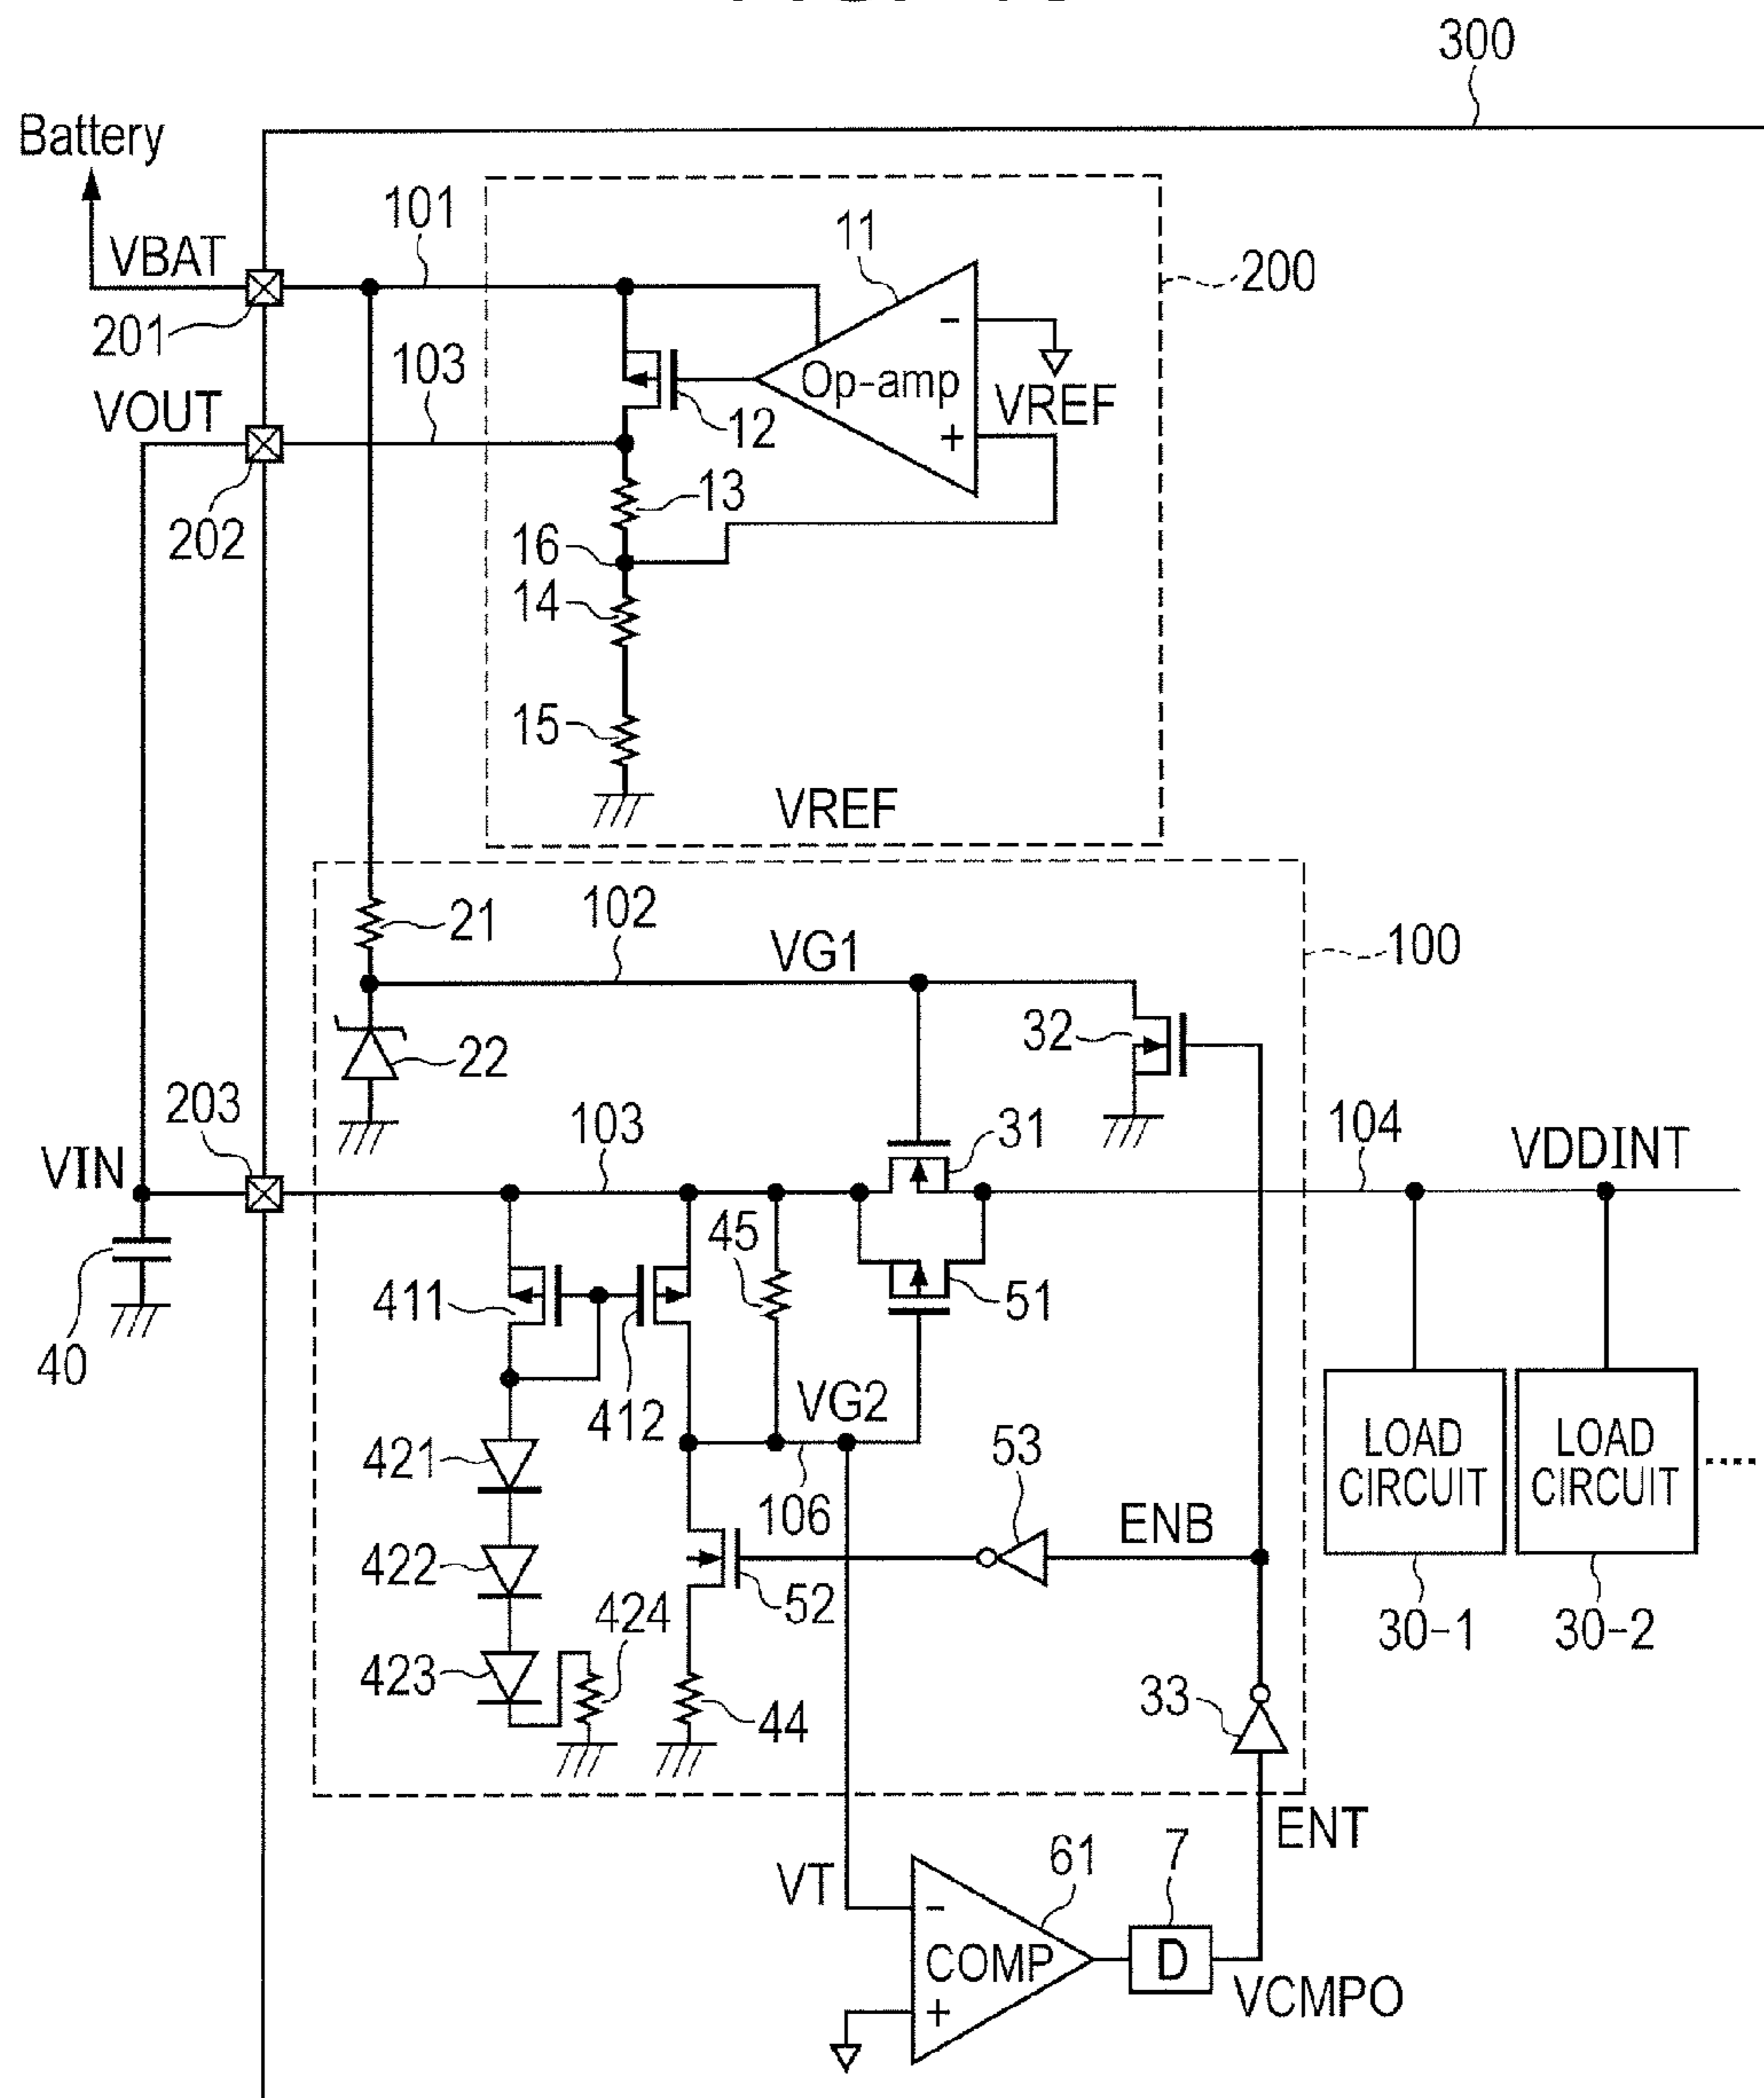 300
Battery
101
11
VBAT
200
201
103
Op-amp
-
+
VREF
VOUT
12
13
202
16
14
15
VREF
21
102
VG1
100
32
22
203
103
31
104
VIN
VDDINT
45
40
411
412
51
VG2
53
421
106
ENB
LOAD CIRCUIT
LOAD CIRCUIT
....
422
424
52
30-1
30-2
423
44
33
ENT
VT
61
7
-
COMP
+
D
VCMPO